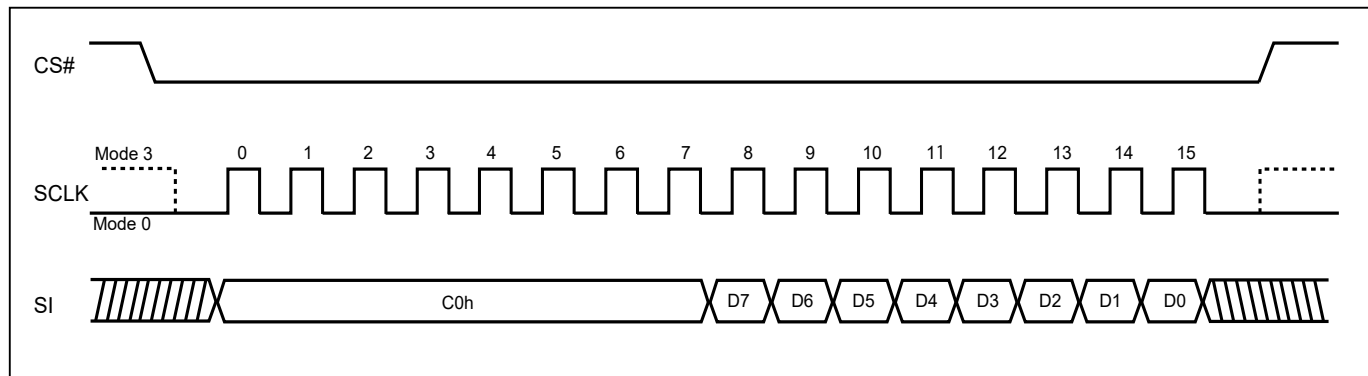 CS#
Mode 3 0 1 2 3 4 5 6 7 8 9 10 11 12 13 14 15
SCLK
Mode 0
SI C0h D7 D6 D5 D4 D3 D2 D1 D0